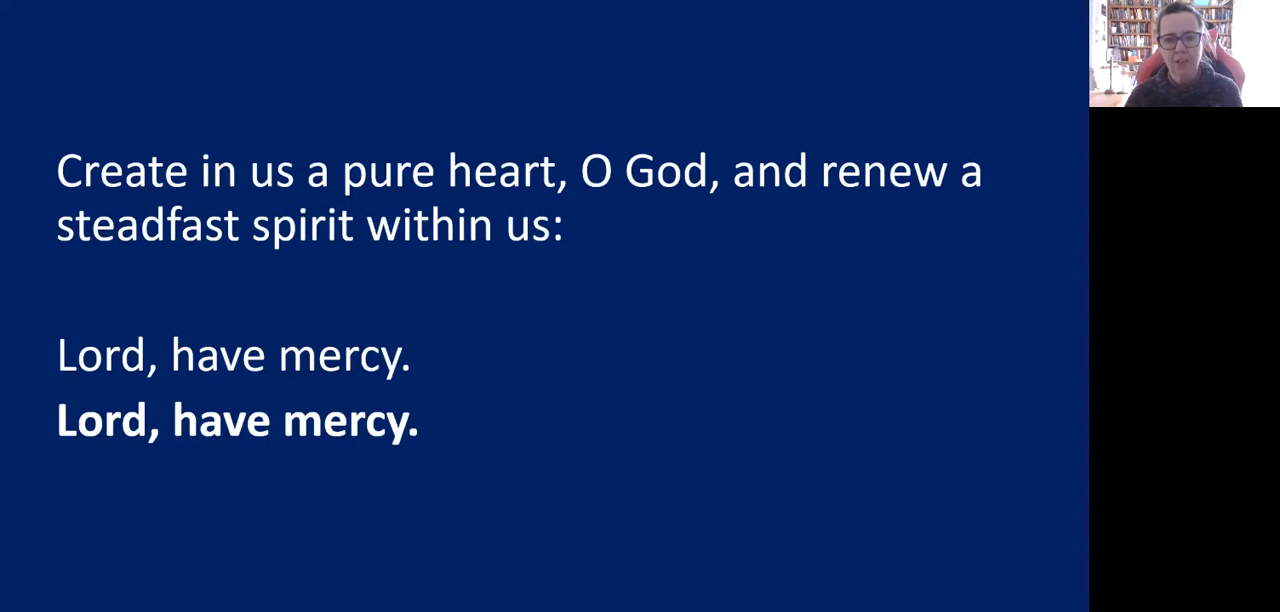 Create in us a pure heart, O God, and renew a
steadfast spirit within us:
Lord, have mercy.
Lord, have mercy.